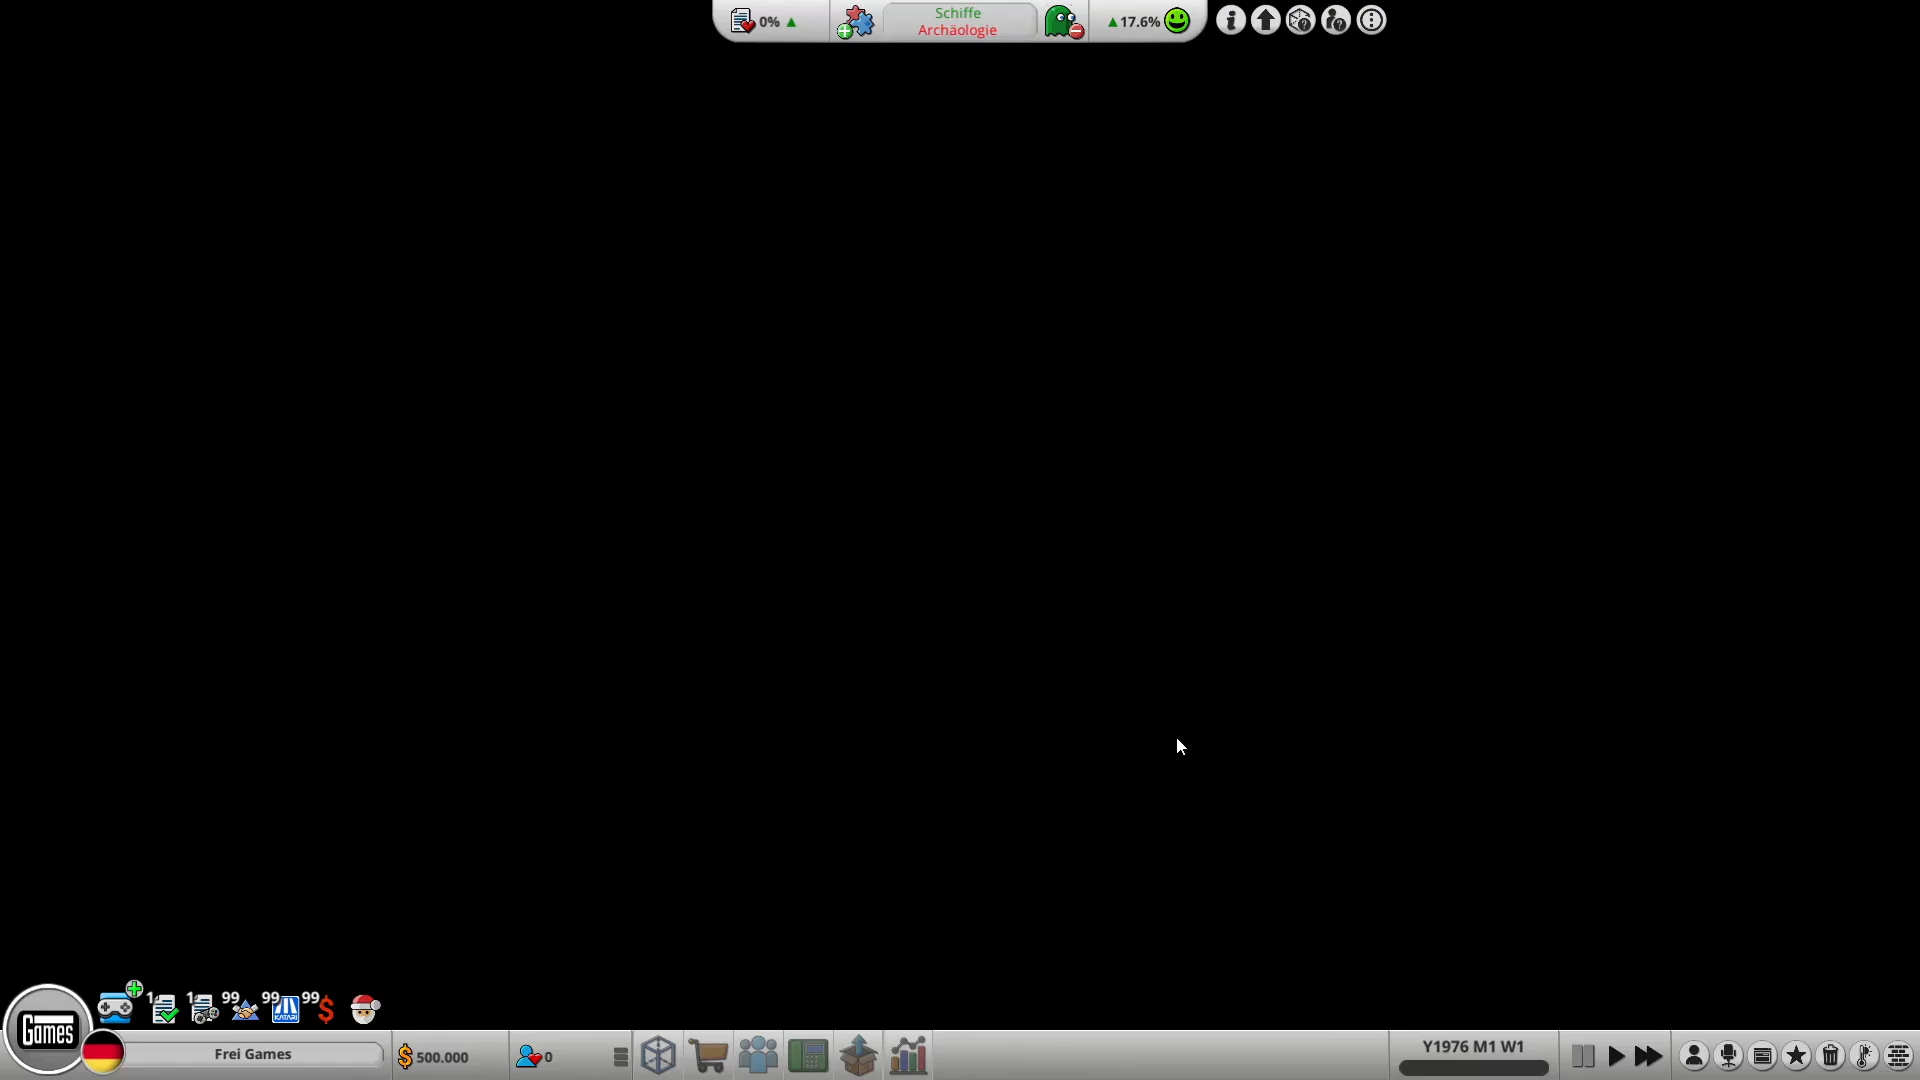 0%
Schiffe
Archäologie
17.6%
1
1
99
99
99
KATARI
Games
Frei Games
500.000
0
Y1976 M1 W1